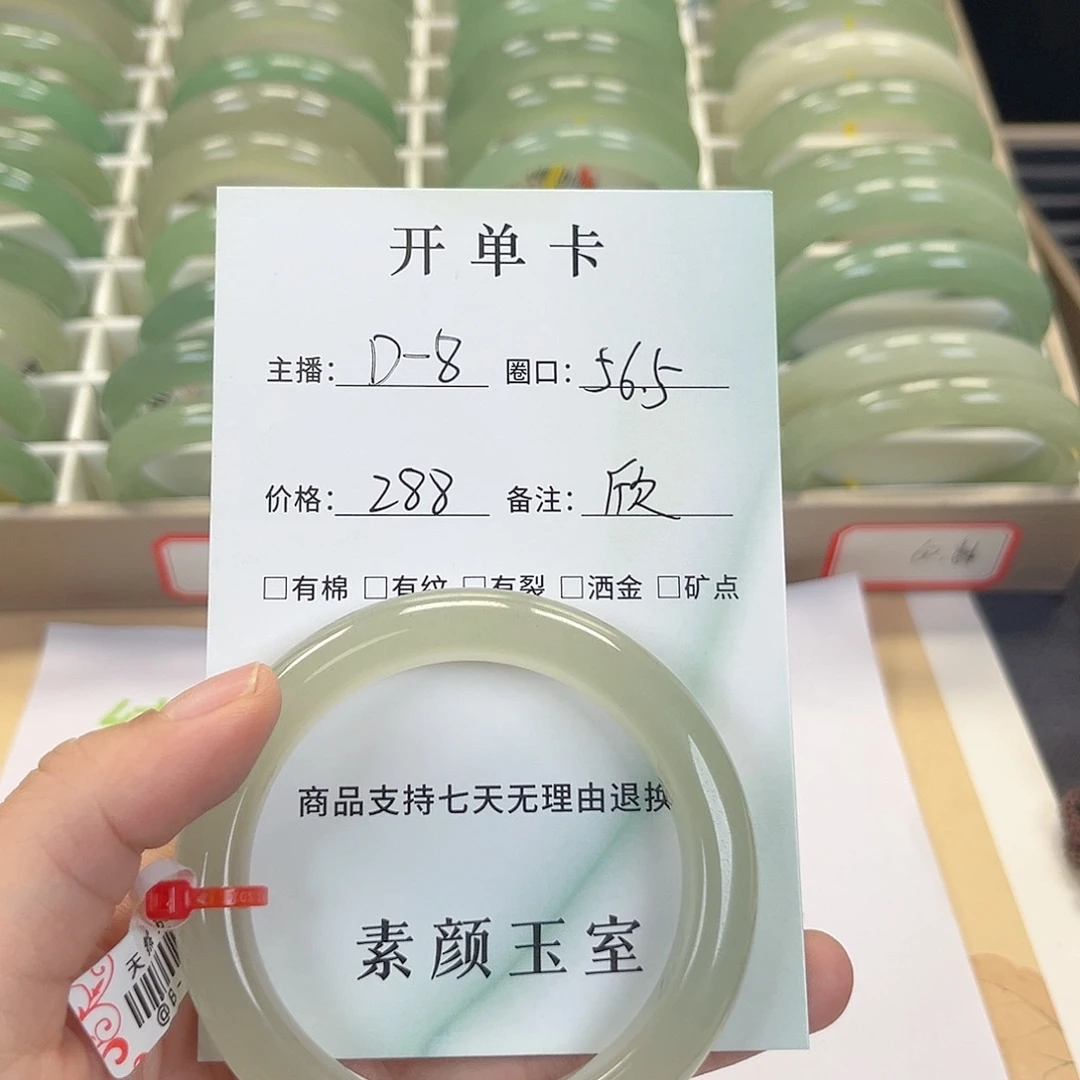 开单卡
主播: D-8 圈口: 56.5
价格: 288 备注: 欣
□有棉 □有纹 □有裂 □洒金 □矿点
商品支持七天无理由退换
素颜玉室
天然